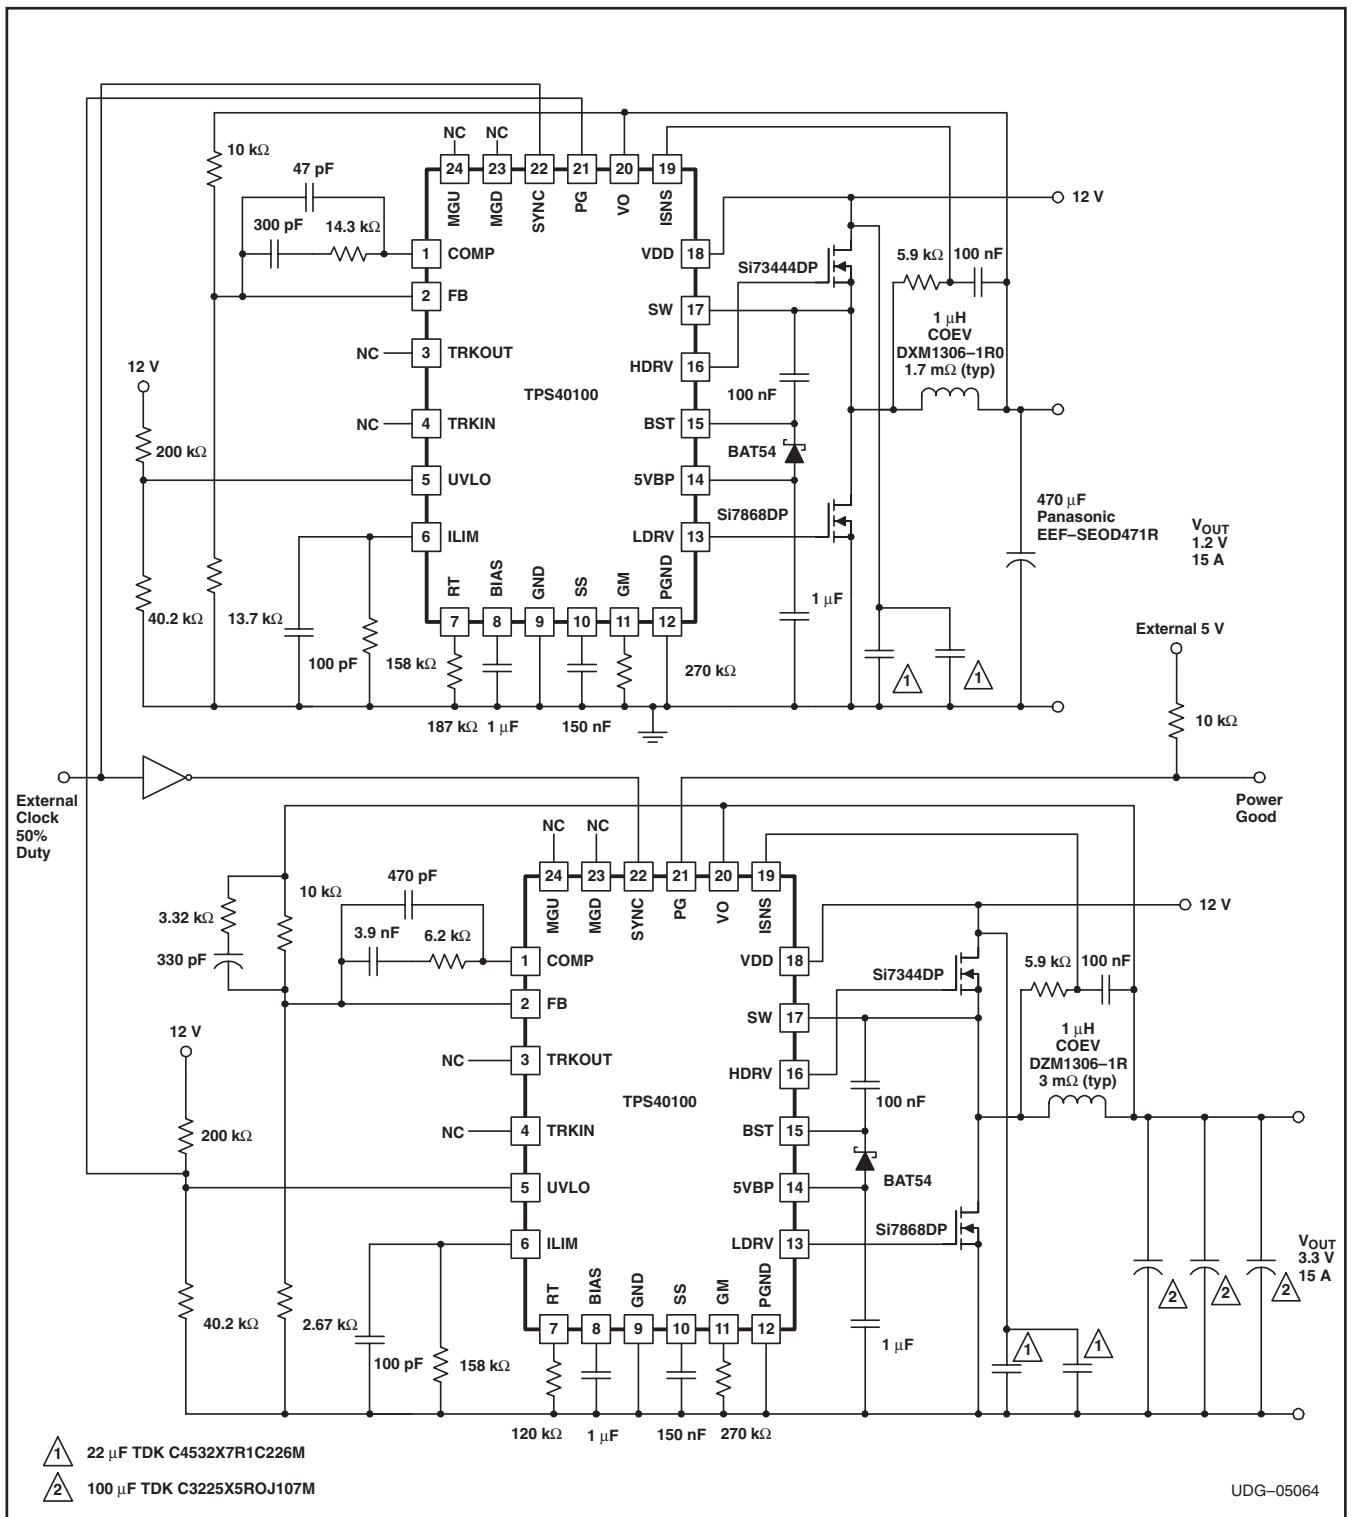 NC
NC
24
23
22
21
20
19
MGU
MGD
SYNC
PG
VO
ISNS
10 kΩ
47 pF
300 pF
14.3 kΩ
1
COMP
2
FB
NC
3
TRKOUT
NC
4
TRKIN
5
UVLO
6
ILIM
TPS40100
VDD
18
SW
17
HDRV
16
BST
15
5VBP
14
LDRV
13
12 V
200 kΩ
40.2 kΩ
13.7 kΩ
100 pF
158 kΩ
RT
BIAS
GND
SS
GM
PGND
7
8
9
10
11
12
187 kΩ
1 μF
150 nF
270 kΩ
12 V
Si73444DP
5.9 kΩ
100 nF
1 μH
COEV
DXM1306–1R0
1.7 mΩ (typ)
100 nF
BAT54
Si7868DP
1 μF
1
1
470 μF
Panasonic
EEF–SEOD471R
VOUT
1.2 V
15 A
External 5 V
10 kΩ
Power
Good
External
Clock
50%
Duty
NC
NC
24
23
22
21
20
19
MGU
MGD
SYNC
PG
VO
ISNS
10 kΩ
3.32 kΩ
330 pF
470 pF
3.9 nF
6.2 kΩ
1
COMP
2
FB
NC
3
TRKOUT
NC
4
TRKIN
5
UVLO
6
ILIM
TPS40100
VDD
18
SW
17
HDRV
16
BST
15
5VBP
14
LDRV
13
12 V
200 kΩ
40.2 kΩ
2.67 kΩ
100 pF
158 kΩ
RT
BIAS
GND
SS
GM
PGND
7
8
9
10
11
12
120 kΩ
1 μF
150 nF
270 kΩ
12 V
Si7344DP
5.9 kΩ
100 nF
1 μH
COEV
DZM1306–1R
3 mΩ (typ)
100 nF
BAT54
Si7868DP
1 μF
1
1
2
2
2
VOUT
3.3 V
15 A
1
22 μF TDK C4532X7R1C226M
2
100 μF TDK C3225X5ROJ107M
UDG–05064